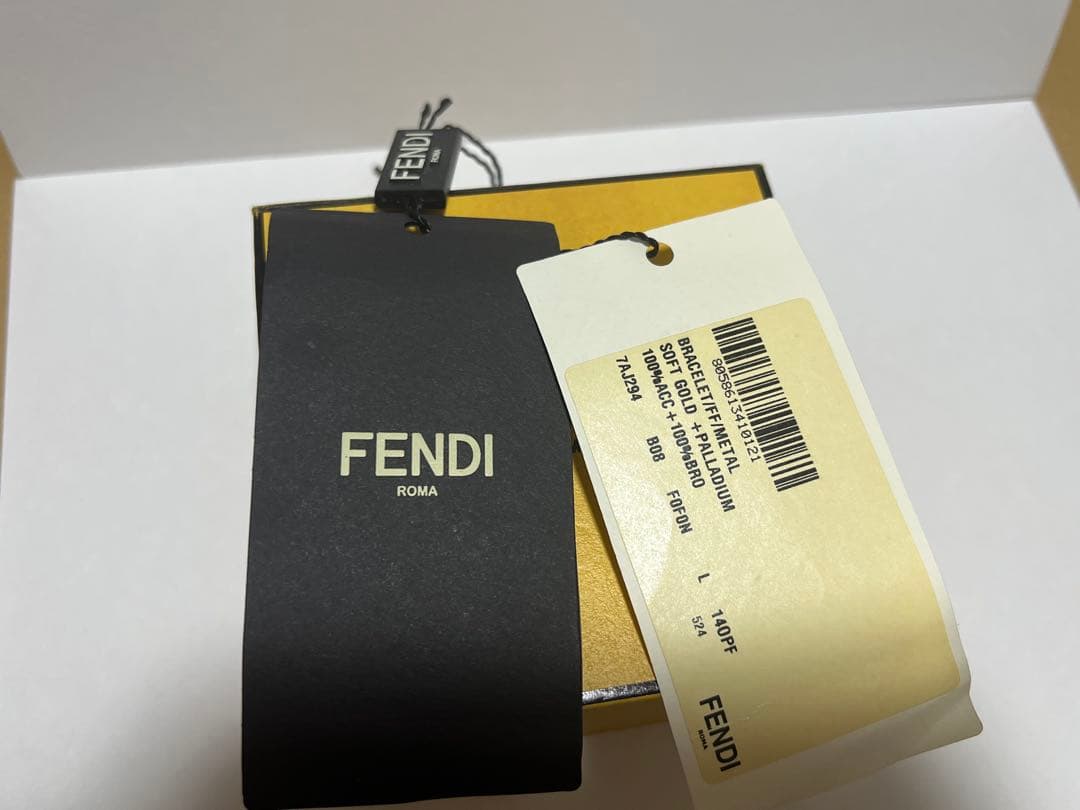 FENDI
ROMA
FENDI
ROMA
8058613410121
BRACELET/FF/METAL
SOFT GOLD +PALLADIUM
100%ACC+100%BRO
7AJ294 B08 F0F0N L 140PF
524
FENDI
ROMA